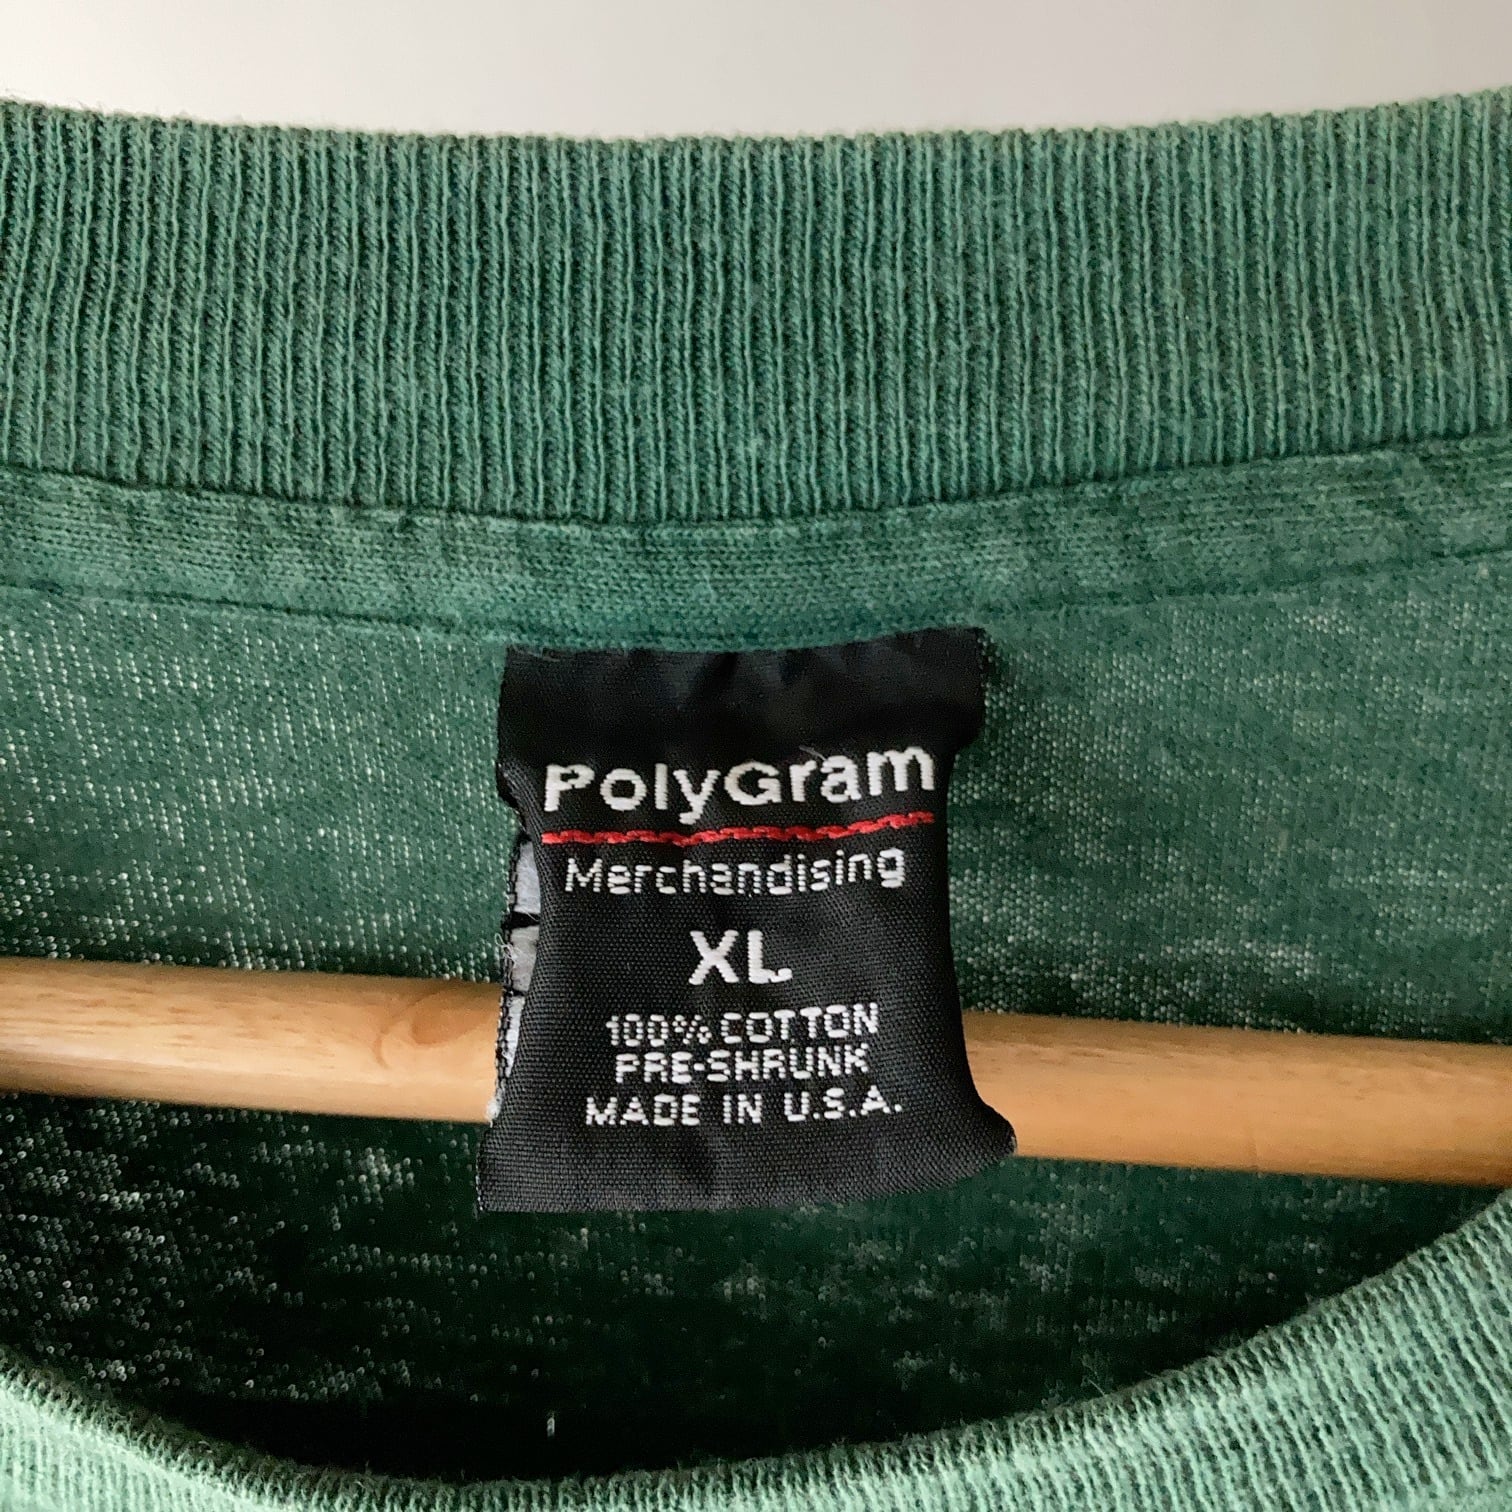 PolyGram
Merchandising
XL
100% COTTON
PRE-SHRUNK
MADE IN U.S.A.